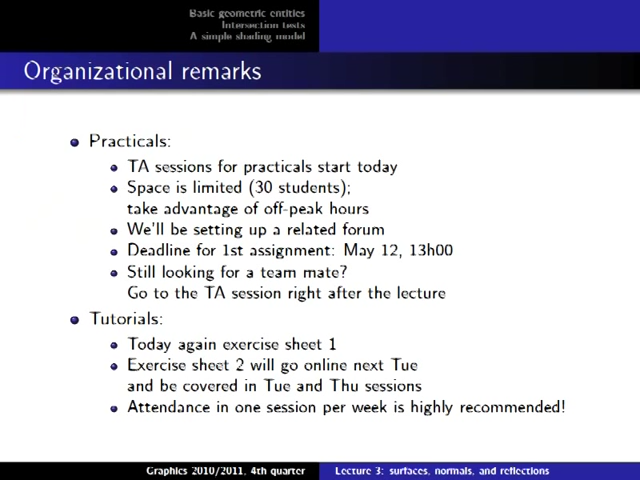 Basic geometric entities
Intersection tests
A simple shading model
Organizational remarks
Practicals:
TA sessions for practicals start today
Space is limited (30 students);
take advantage of off-peak hours
We'll be setting up a related forum
Deadline for 1st assignment: May 12, 13h00
Still looking for a team mate?
Go to the TA session right after the lecture
Tutorials:
Today again exercise sheet 1
Exercise sheet 2 will go online next Tue
and be covered in Tue and Thu sessions
Attendance in one session per week is highly recommended!
Graphics 2010/2011, 4th quarter
Lecture 3: surfaces, normals, and reflections